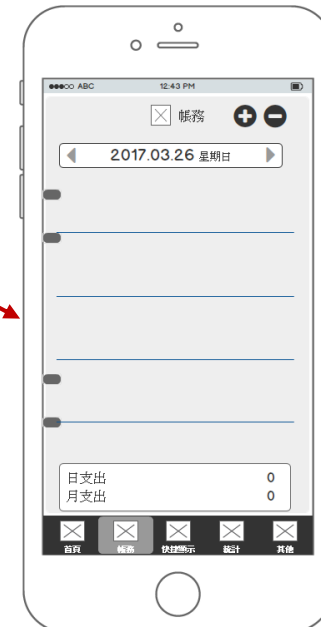 ABC 12:43 PM
帳務
2017.03.26 星期日
日支出 0
月支出 0
首頁 帳務 快捷顯示 統計 其他